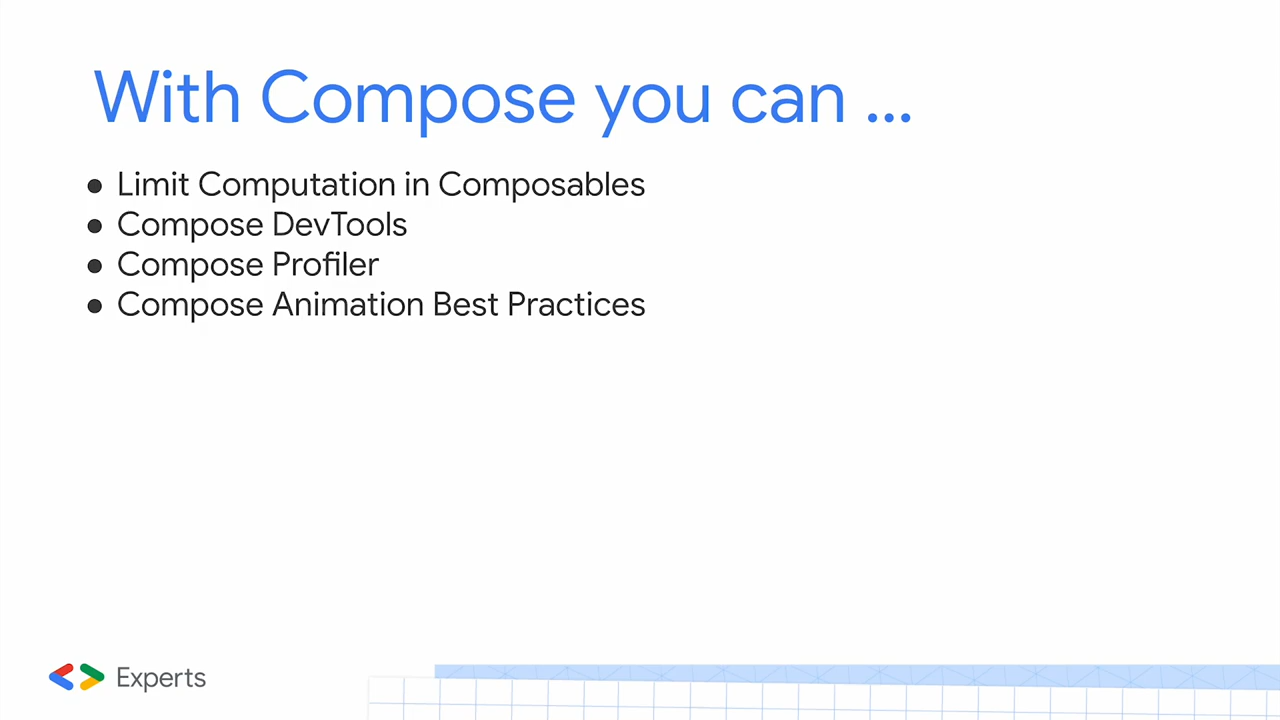 With Compose you can ...
● Limit Computation in Composables
● Compose DevTools
● Compose Profiler
● Compose Animation Best Practices
Experts